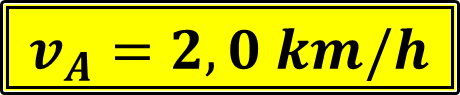 v_A = 2,0 km/h